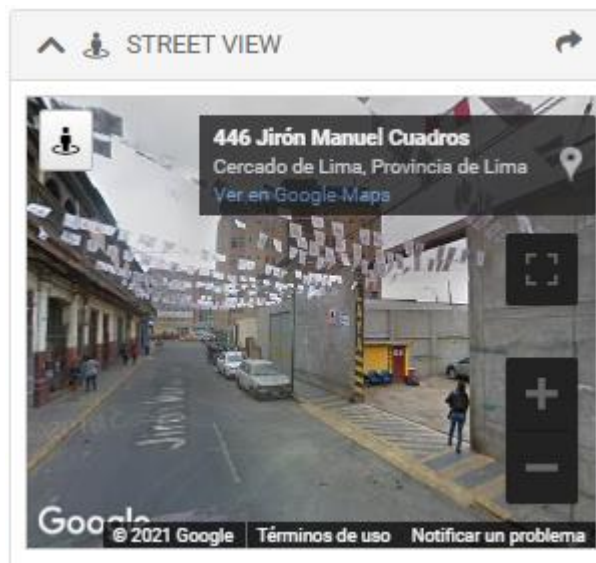 STREET VIEW
446 Jirón Manuel Cuadros
Cercado de Lima, Provincia de Lima
Ver en Google Maps
Google
© 2021 Google
Términos de uso
Notificar un problema